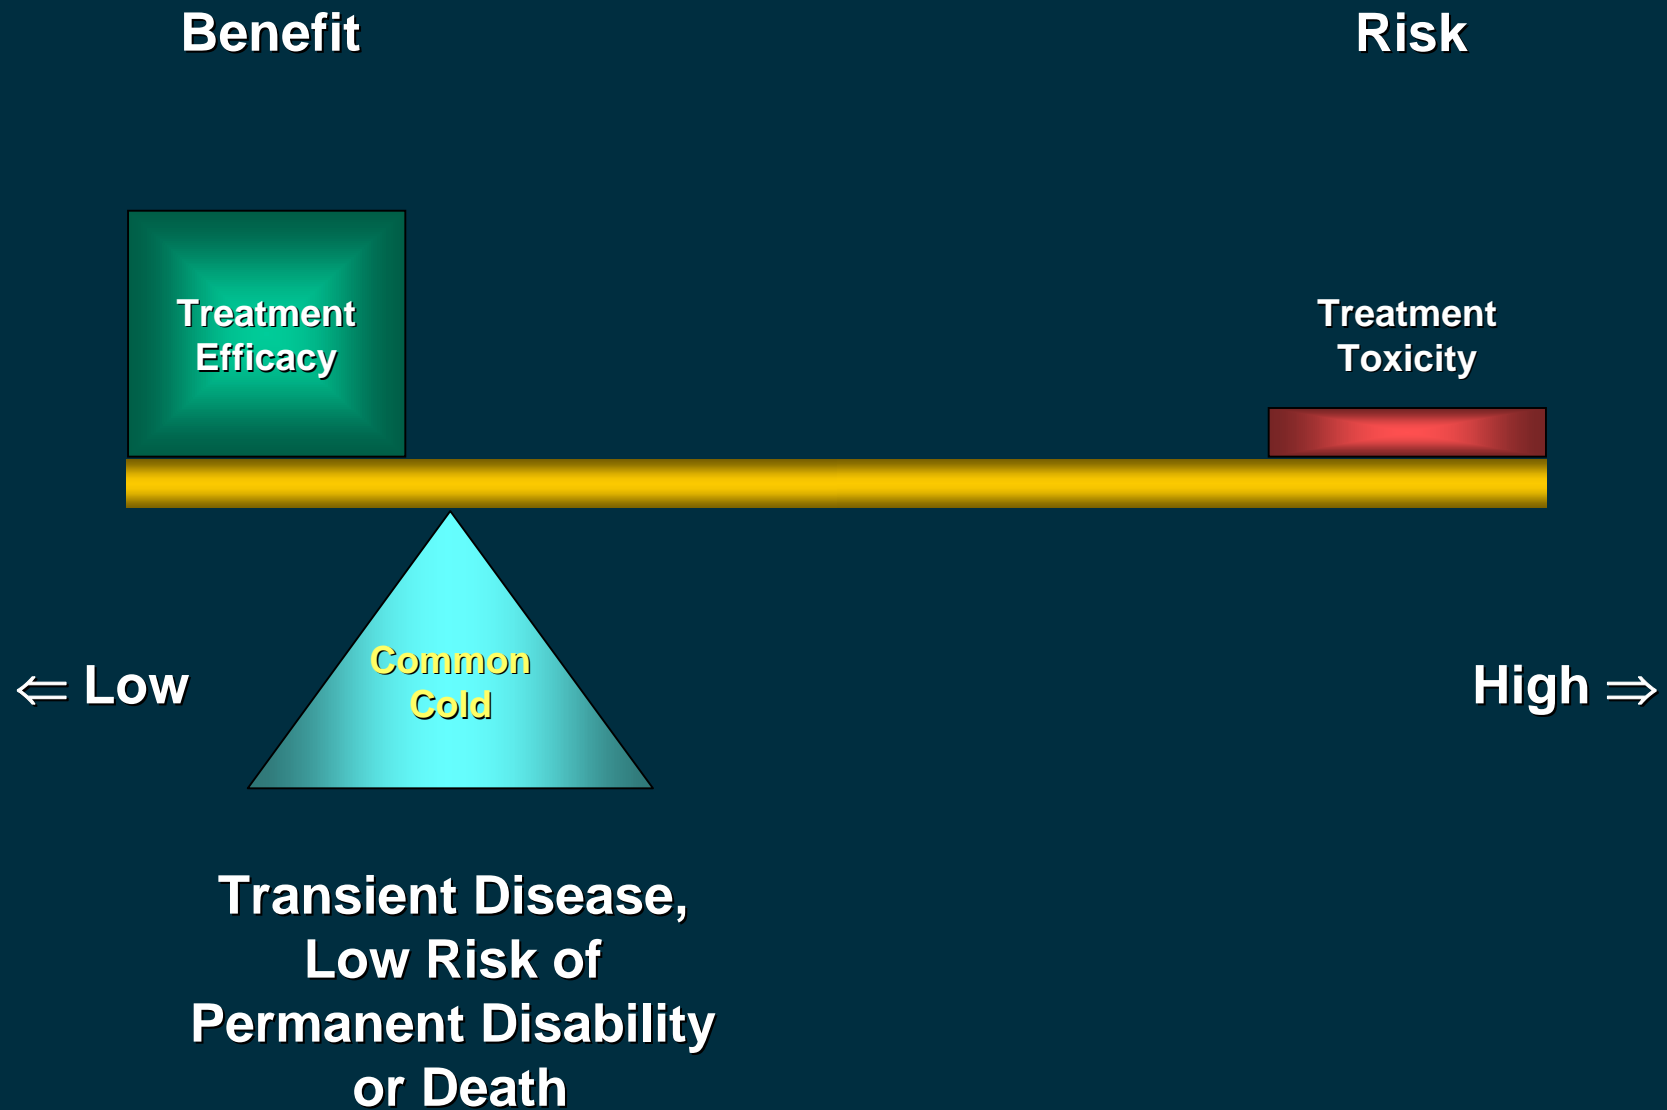 Benefit
Risk
Treatment
Efficacy
Treatment
Toxicity
Common
Cold
⇐ Low
High ⇒
Transient Disease,
Low Risk of
Permanent Disability
or Death